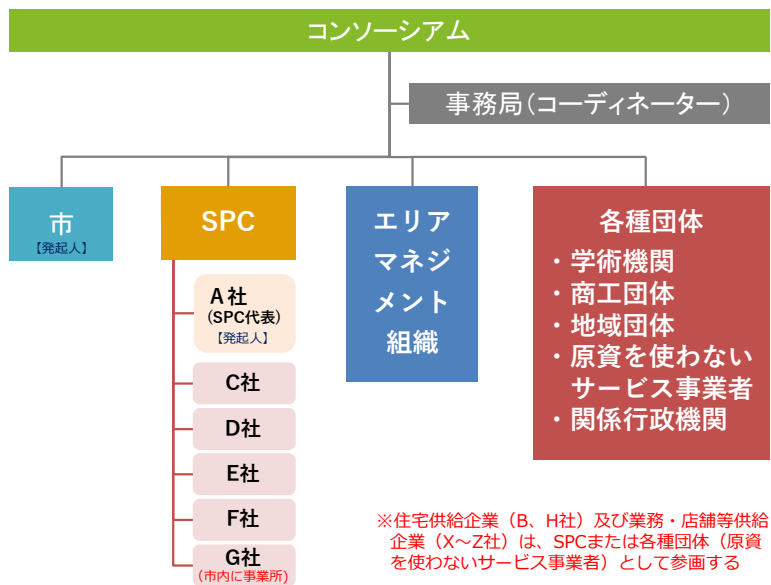 コンソーシアム
事務局(コーディネーター)
市
【発起人】
SPC
A社
(SPC代表)
【発起人】
C社
D社
E社
F社
G社
(市内に事業所)
エリア
マネジ
メント
組織
各種団体
・学術機関
・商工団体
・地域団体
・原資を使わない
サービス事業者
・関係行政機関
※住宅供給企業（B、H社）及び業務・店舗等供給
企業（X～Z社）は、SPCまたは各種団体（原資
を使わないサービス事業者）として参画する